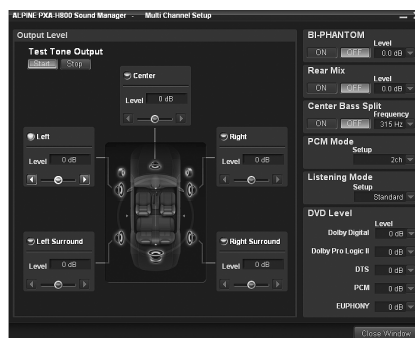 ALPINE PXA-H800 Sound Manager - Multi Channel Setup
Output Level
Test Tone Output
Start Stop
Center
Level 0 dB
Left
Level 0 dB
Right
Level 0 dB
Left Surround
Level 0 dB
Right Surround
Level 0 dB
BI-PHANTOM
Level
ON OFF 0.0 dB
Rear Mix
Level
ON OFF 0.0 dB
Center Bass Split
Frequency
ON OFF 315 Hz
PCM Mode
Setup
2ch
Listening Mode
Setup
Standard
DVD Level
Level
Dolby Digital 0 dB
Dolby Pro Logic II 0 dB
DTS 0 dB
PCM 0 dB
EUPHONY 0 dB
Close Window